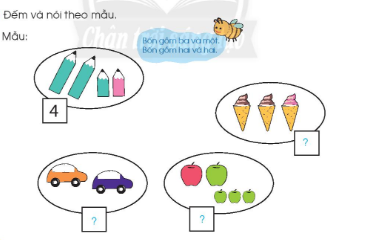 Đếm và nói theo mẫu.
Mẫu:
Bốn gồm ba và một.
Bốn gồm hai và hai.
4
?
?
?